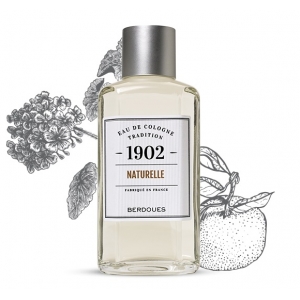 EAU DE COLOGNE
TRADITION
1902
NATURELLE
FABRIQUÉ EN FRANCE
BERDOUES